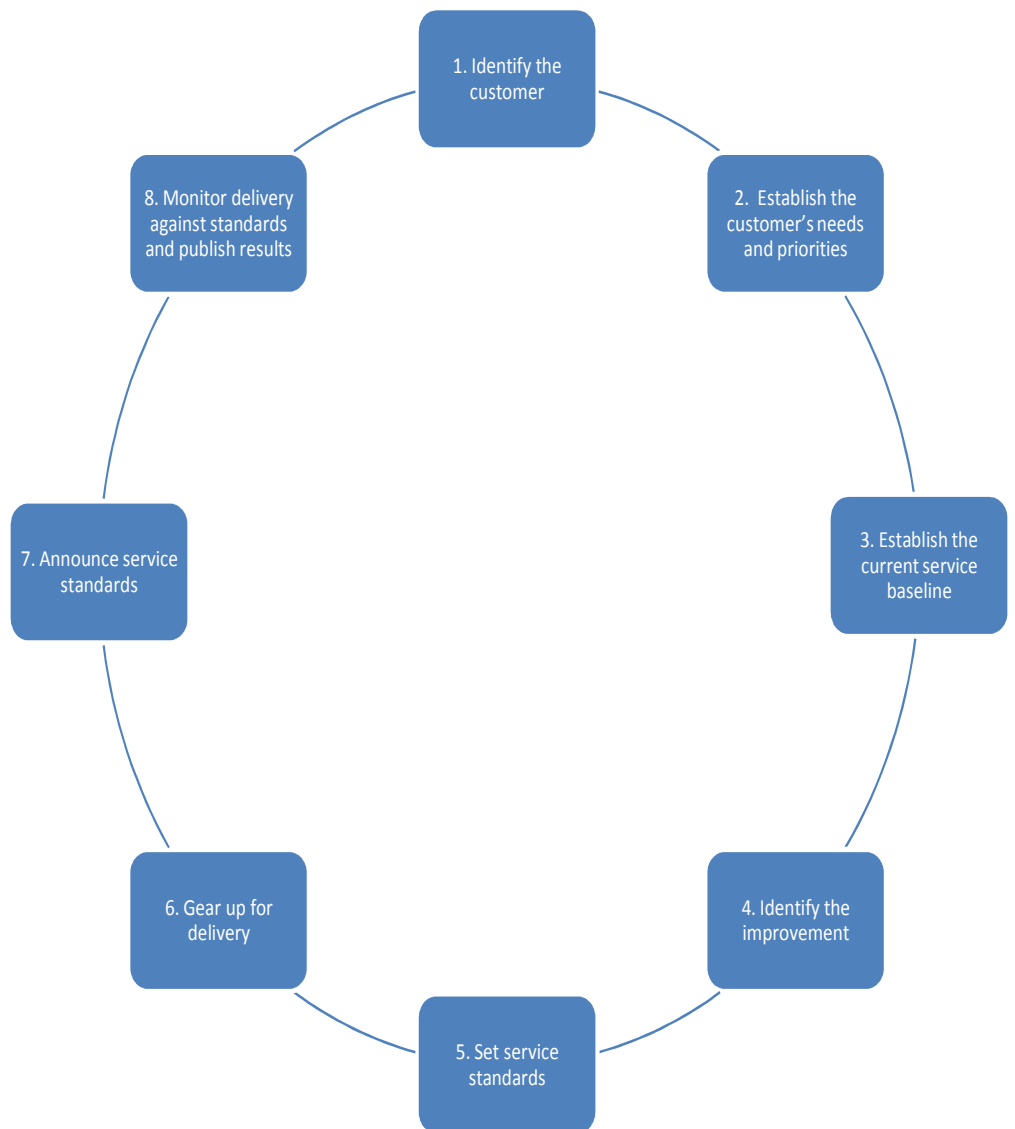 1. Identify the
customer
2.  Establish the
customer’s needs
and priorities
3. Establish the
current service
baseline
4. Identify the
improvement
5. Set service
standards
6. Gear up for
delivery
7. Announce service
standards
8. Monitor delivery
against standards
and publish results